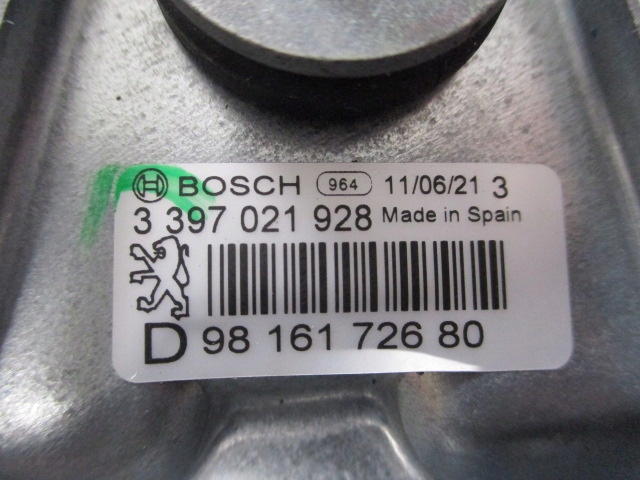 BOSCH 964 11/06/21 3
3 397 021 928 Made in Spain
D 98 161 726 80